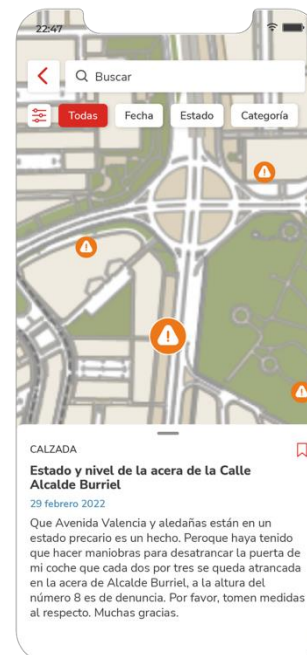 22:47
Buscar
Todas
Fecha
Estado
Categoría
CALZADA
Estado y nivel de la acera de la Calle
Alcalde Burriel
29 febrero 2022
Que Avenida Valencia y aledañas están en un
estado precario es un hecho. Peroque haya tenido
que hacer maniobras para desatrancar la puerta de
mi coche que cada dos por tres se queda atrancada
en la acera de Alcalde Burriel, a la altura del
número 8 es de denuncia. Por favor, tomen medidas
al respecto. Muchas gracias.